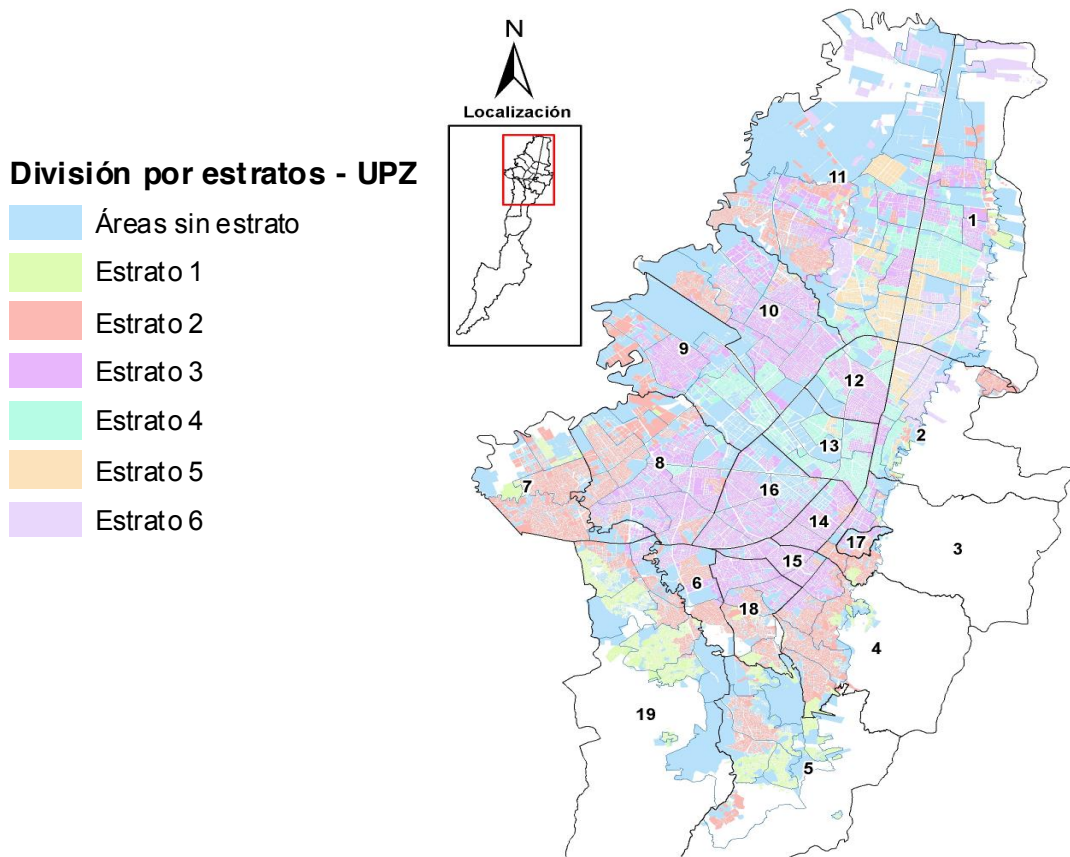 N
Localización
División por estratos - UPZ
Áreas sin estrato
Estrato 1
Estrato 2
Estrato 3
Estrato 4
Estrato 5
Estrato 6
11
1
10
9
12
2
13
8
16
7
14
17
3
15
6
18
4
19
5